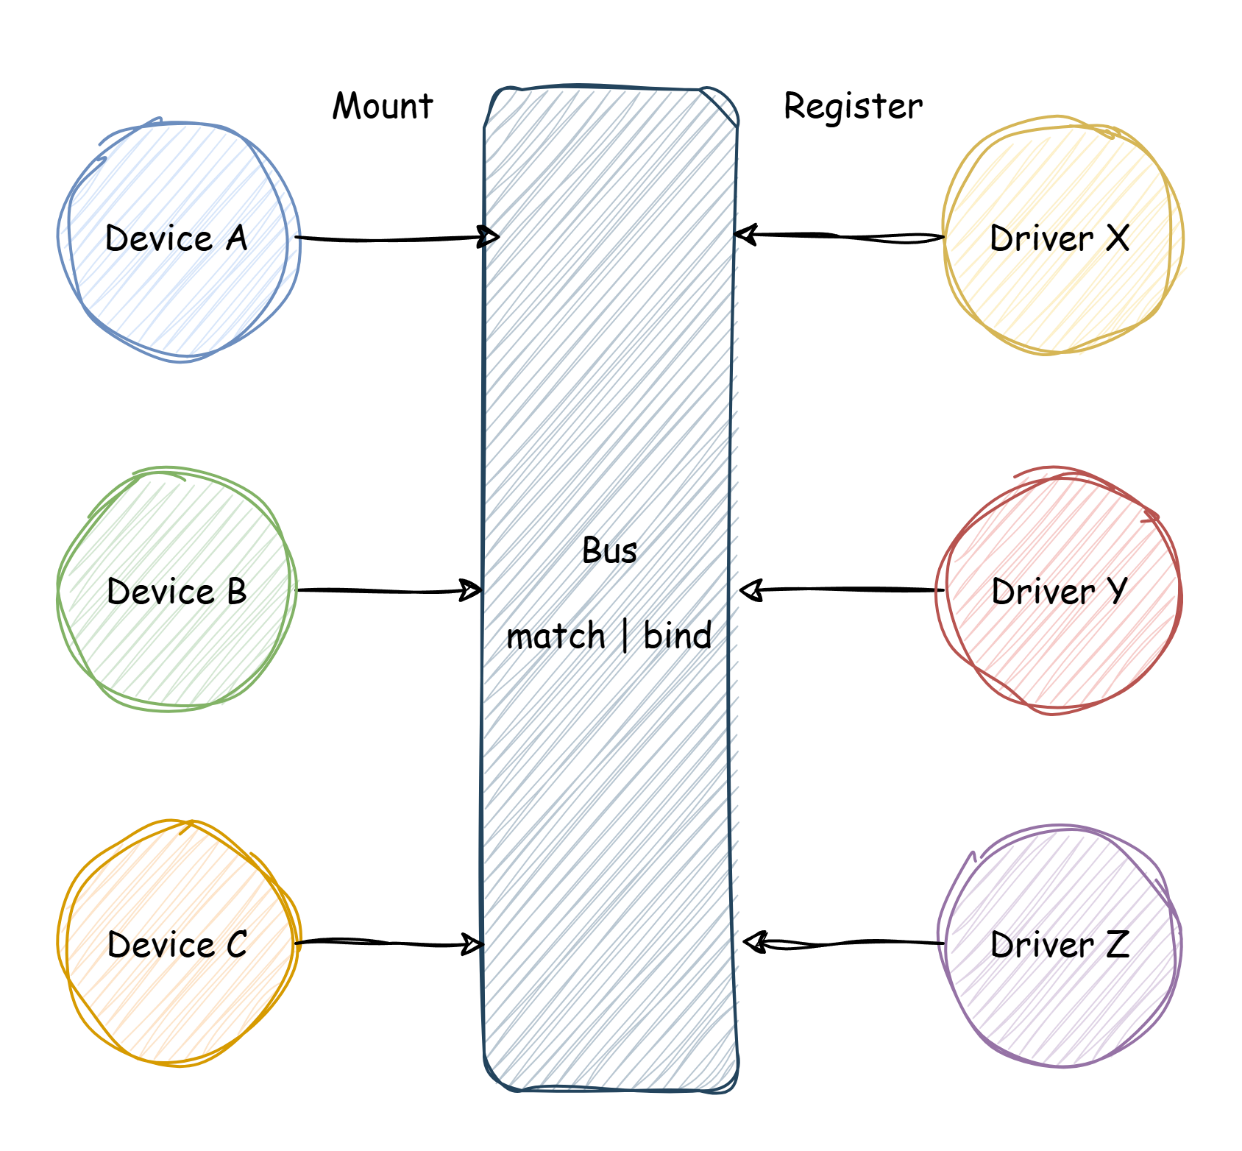 Mount
Register
Device A
Driver X
Bus
match | bind
Device B
Driver Y
Device C
Driver Z